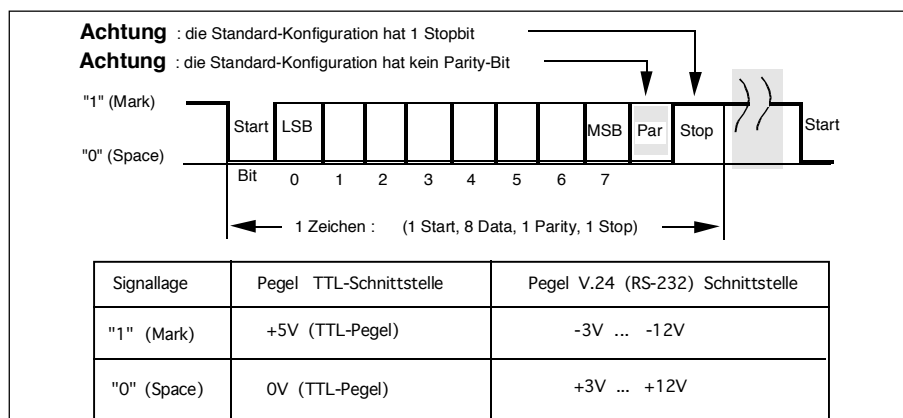 Achtung : die Standard-Konfiguration hat 1 Stopbit
Achtung : die Standard-Konfiguration hat kein Parity-Bit
"1" (Mark)
Start LSB MSB Par Stop Start
"0" (Space)
Bit 0 1 2 3 4 5 6 7
1 Zeichen : (1 Start, 8 Data, 1 Parity, 1 Stop)
Signallage Pegel TTL-Schnittstelle Pegel V.24 (RS-232) Schnittstelle
"1" (Mark) +5V (TTL-Pegel) -3V ... -12V
"0" (Space) 0V (TTL-Pegel) +3V ... +12V